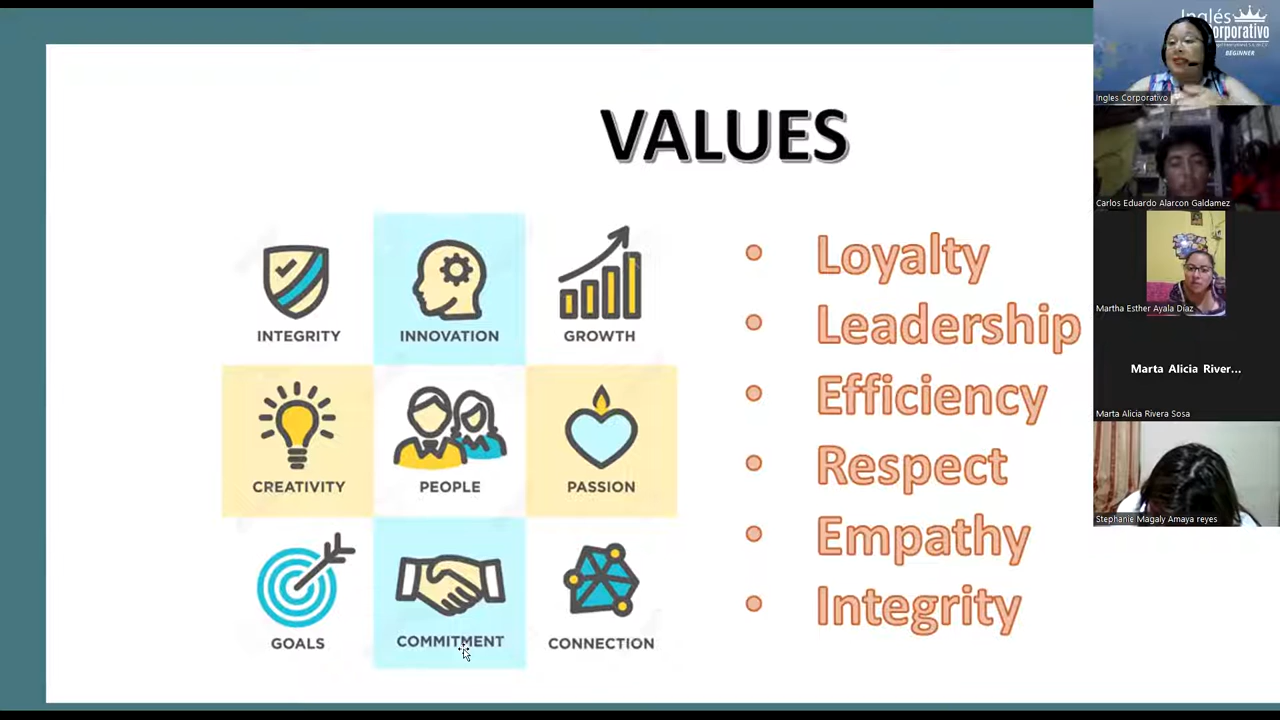 VALUES
INTEGRITY
INNOVATION
GROWTH
CREATIVITY
PEOPLE
PASSION
GOALS
COMMITMENT
CONNECTION
• Loyalty
• Leadership
• Efficiency
• Respect
• Empathy
• Integrity
Inglés
Corporativo
BEGINNER
Ingles Corporativo
Carlos Eduardo Alarcon Galdamez
Martha Esther Ayala Díaz
Marta Alicia River...
Marta Alicia Rivera Sosa
Stephanie Magaly Amaya reyes